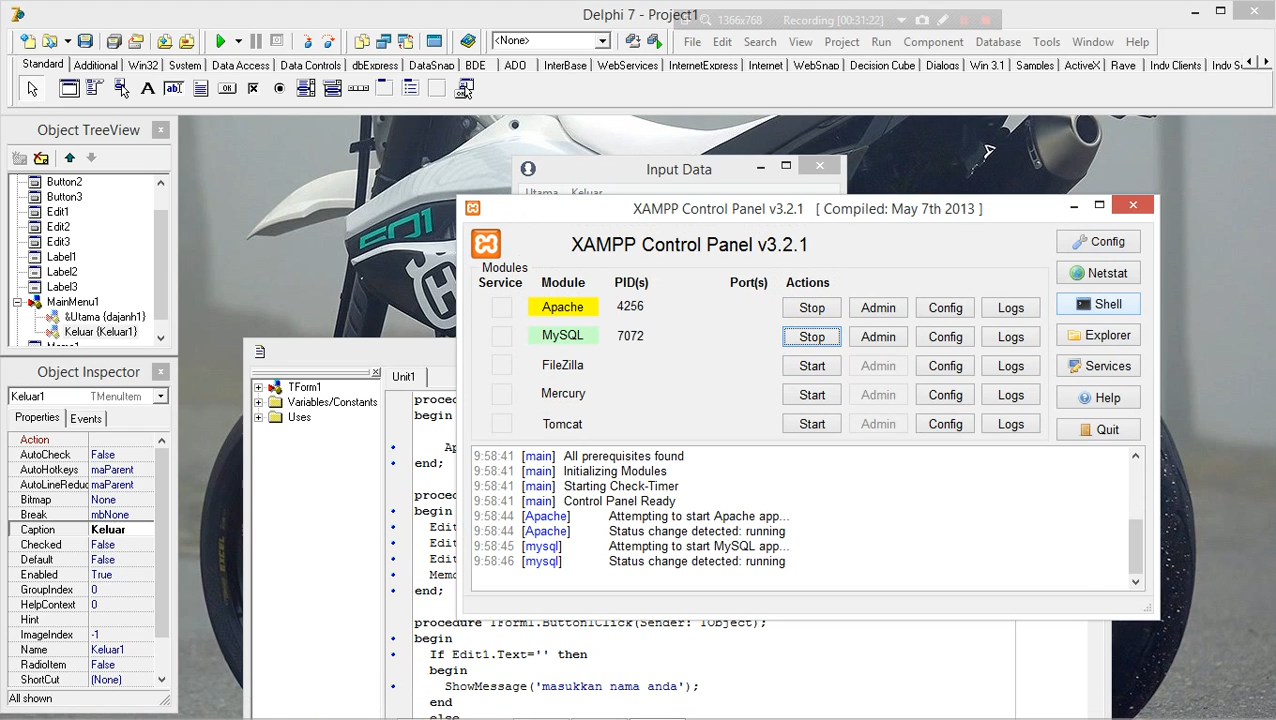 Delphi 7 - Project1
1366x768 Recording [00:31:22]
<None>
File Edit Search View Project Run Component Database Tools Window Help
Standard Additional Win32 System Data Access Data Controls dbExpress DataSnap BDE ADO InterBase WebServices InternetExpress Internet WebSnap Decision Cube Dialogs Win 3.1 Samples ActiveX Rave Indy Clients
Object TreeView
Button2
Button3
Edit1
Edit2
Edit3
Label1
Label2
Label3
MainMenu1
&Utama {dajanh1}
Keluar {Keluar1}
Object Inspector
Keluar1 TMenuItem
Properties Events
Action
AutoCheck False
AutoHotkeys maParent
AutoLineReduc maParent
Bitmap None
Break mbNone
Caption Keluar
Checked False
Default False
Enabled True
GroupIndex 0
HelpContext 0
Hint
ImageIndex -1
Name Keluar1
RadioItem False
ShortCut (None)
All shown
Input Data
Utama Keluar
XAMPP Control Panel v3.2.1 [ Compiled: May 7th 2013 ]
XAMPP Control Panel v3.2.1
Config
Modules
Service Module PID(s) Port(s) Actions
Netstat
Apache 4256 Stop Admin Config Logs
Shell
MySQL 7072 Stop Admin Config Logs
Explorer
FileZilla Start Admin Config Logs
Services
Mercury Start Admin Config Logs
Help
Tomcat Start Admin Config Logs
Quit
9:58:41 [main] All prerequisites found
9:58:41 [main] Initializing Modules
9:58:41 [main] Starting Check-Timer
9:58:41 [main] Control Panel Ready
9:58:44 [Apache] Attempting to start Apache app...
9:58:44 [Apache] Status change detected: running
9:58:45 [mysql] Attempting to start MySQL app...
9:58:46 [mysql] Status change detected: running
Unit1
TForm1
Variables/Constants
Uses
begin
end;
begin
end;
procedure TForm1.Button1Click(Sender: TObject);
begin
If Edit1.Text='' then
begin
ShowMessage('masukkan nama anda');
end
else